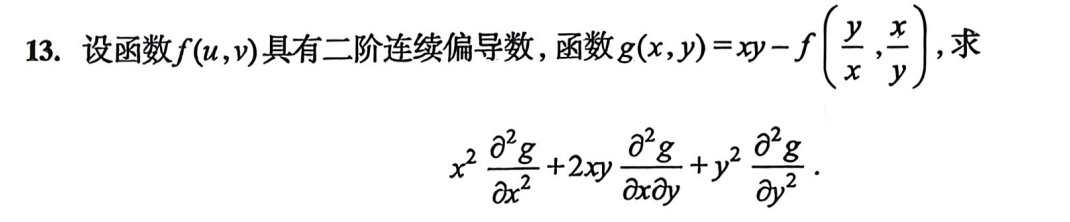 13. 设函数f(u,v)具有二阶连续偏导数,函数g(x,y)=xy-f(y/x,x/y),求
x² ∂²g/∂x² +2xy ∂²g/∂x∂y +y² ∂²g/∂y².